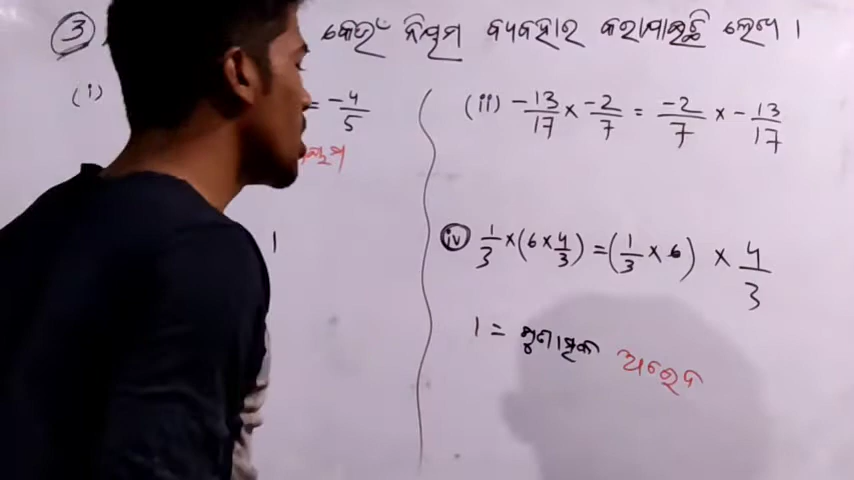 3 କେଉଁ ନିୟମ ବ୍ୟବହାର କରାଯାଇଛି ଲେଖ ।
(i) = -4/5
(ii) -13/17 × -2/7 = -2/7 × -13/17
1
(iv) 1/3 × (6 × 4/3) = (1/3 × 6) × 4/3
1 = ଗୁଣାତ୍ମକ ଅଭେଦ